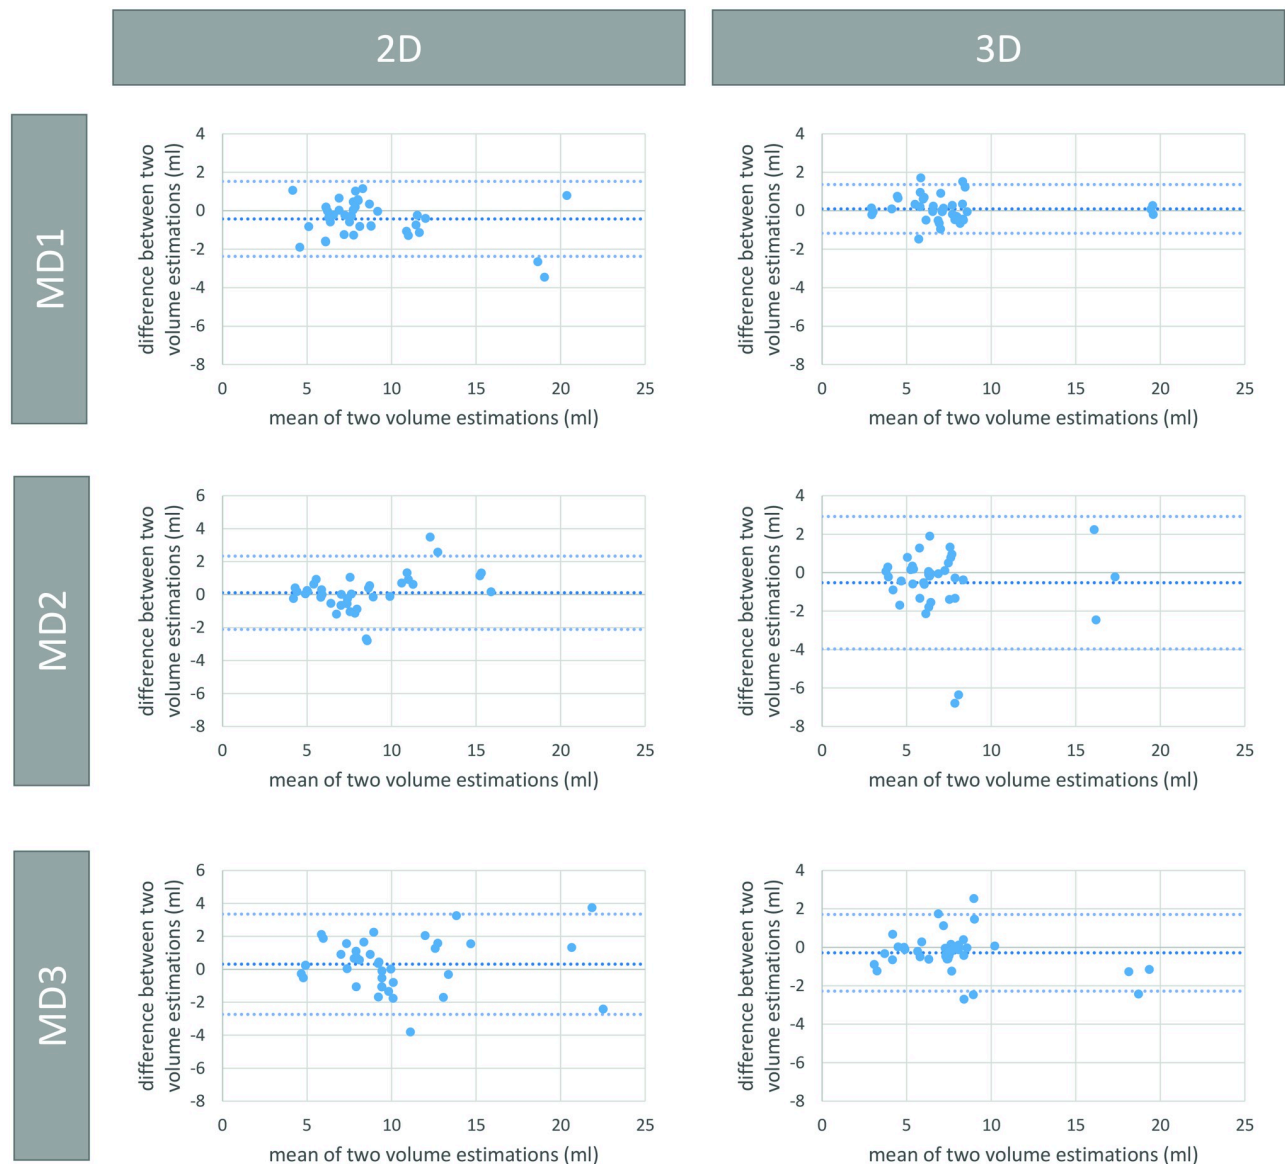 2D
3D
MD1
difference between two
volume estimations (ml)
4
2
0
-2
-4
-6
-8
0 5 10 15 20 25
mean of two volume estimations (ml)
difference between two
volume estimations (ml)
4
2
0
-2
-4
-6
-8
0 5 10 15 20 25
mean of two volume estimations (ml)
MD2
difference between two
volume estimations (ml)
6
4
2
0
-2
-4
-6
-8
0 5 10 15 20 25
mean of two volume estimations (ml)
difference between two
volume estimations (ml)
4
2
0
-2
-4
-6
-8
0 5 10 15 20 25
mean of two volume estimations (ml)
MD3
difference between two
volume estimations (ml)
6
4
2
0
-2
-4
-6
-8
0 5 10 15 20 25
mean of two volume estimations (ml)
difference between two
volume estimations (ml)
4
2
0
-2
-4
-6
-8
0 5 10 15 20 25
mean of two volume estimations (ml)